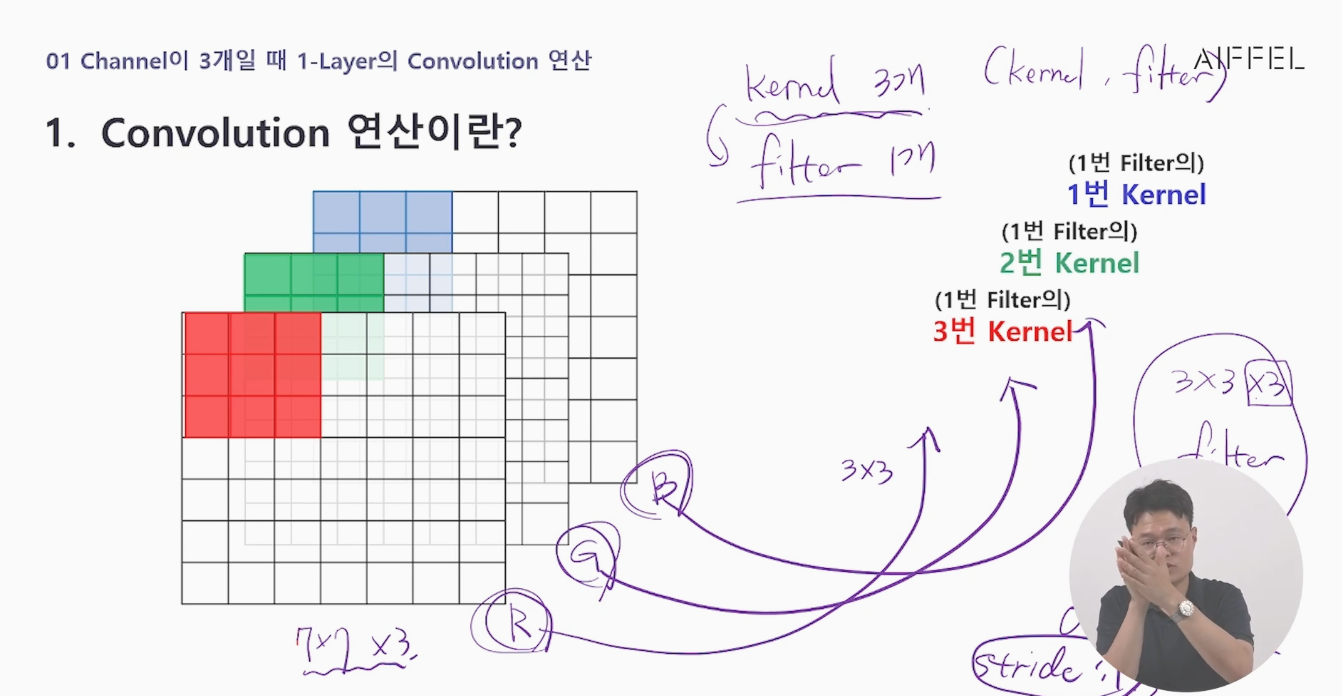 01 Channel이 3개일 때 1-Layer의 Convolution 연산
AIFFEL
1. Convolution 연산이란?
kernel 3개
(kernel, filter)
filter 1개
(1번 Filter의)
1번 Kernel
(1번 Filter의)
2번 Kernel
(1번 Filter의)
3번 Kernel
3×3 ×3
filter
3×3
B
G
R
7×7 ×3
stride :1